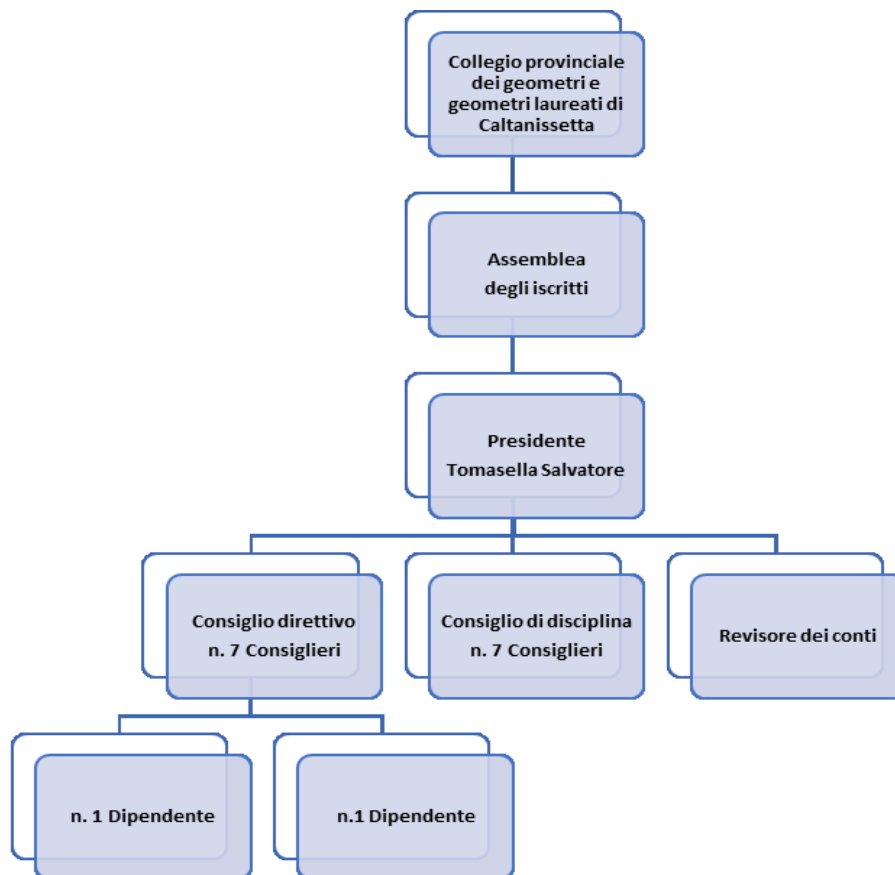 Collegio provinciale
dei geometri e
geometri laureati di
Caltanissetta
Assemblea
degli iscritti
Presidente
Tomasella Salvatore
Consiglio direttivo
n. 7 Consiglieri
Consiglio di disciplina
n. 7 Consiglieri
Revisore dei conti
n. 1 Dipendente
n.1 Dipendente